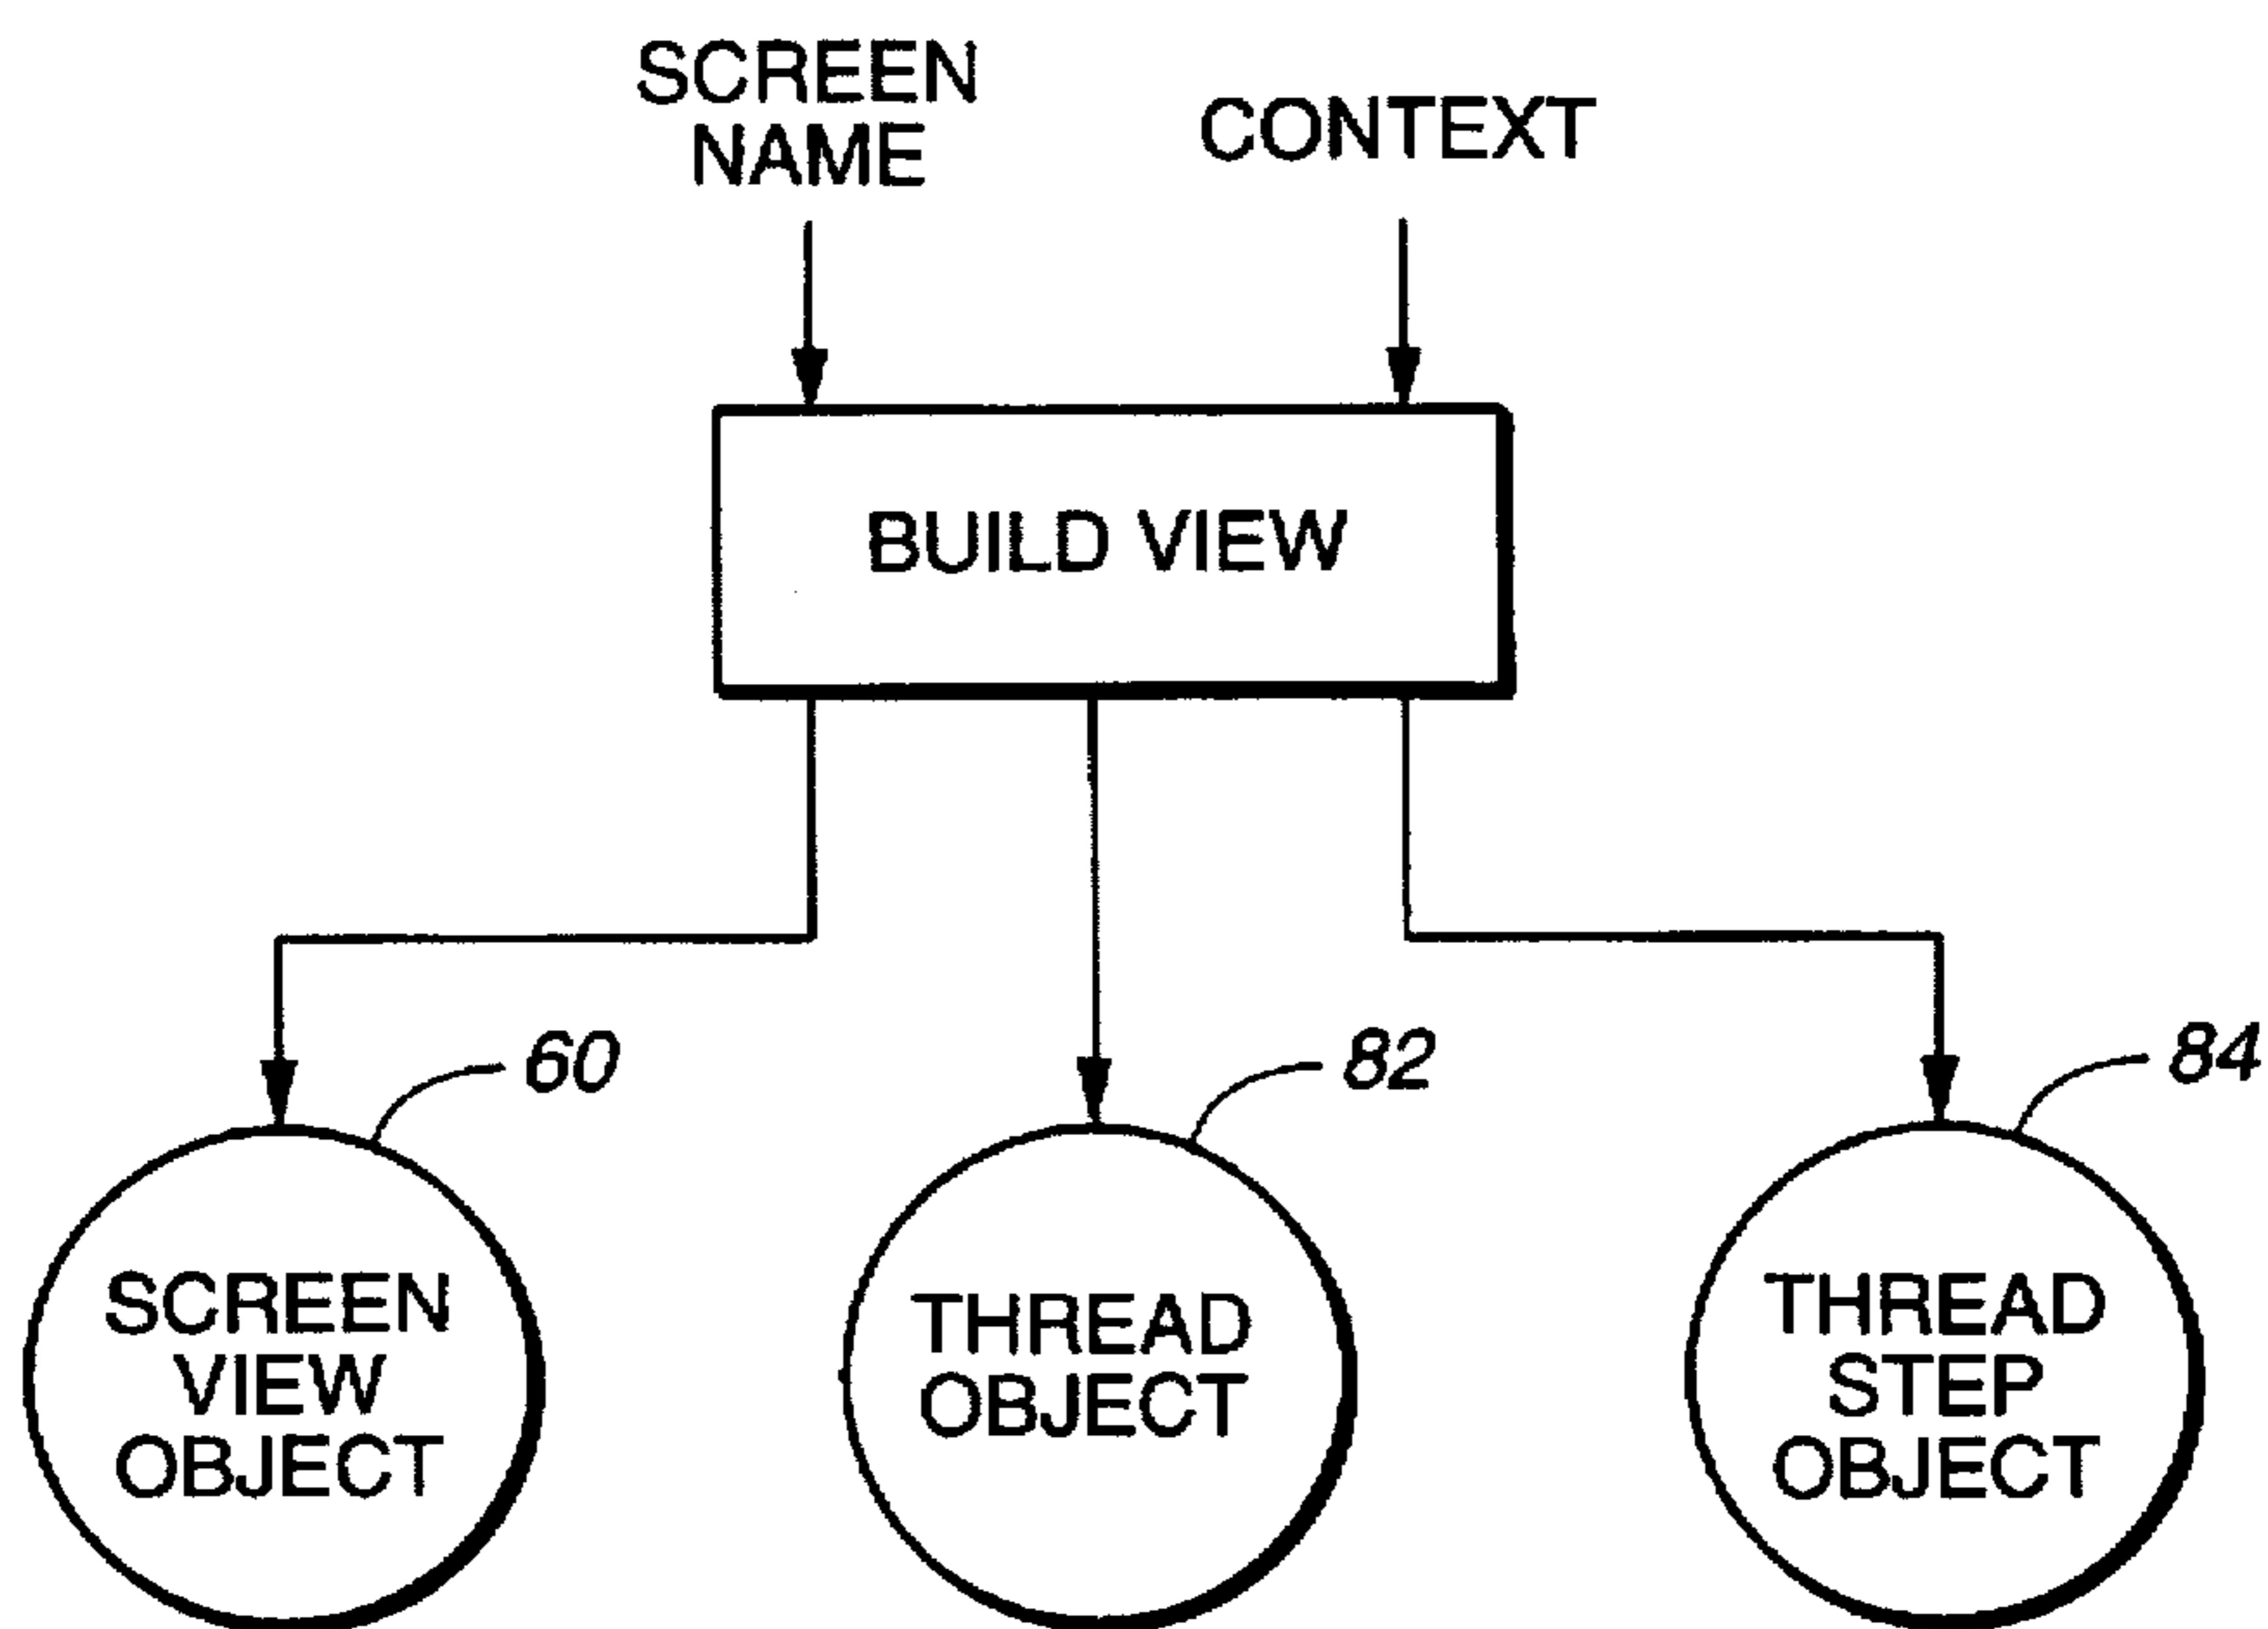 SCREEN
NAME
CONTEXT
BUILD VIEW
60
82
84
SCREEN
VIEW
OBJECT
THREAD
OBJECT
THREAD
STEP
OBJECT